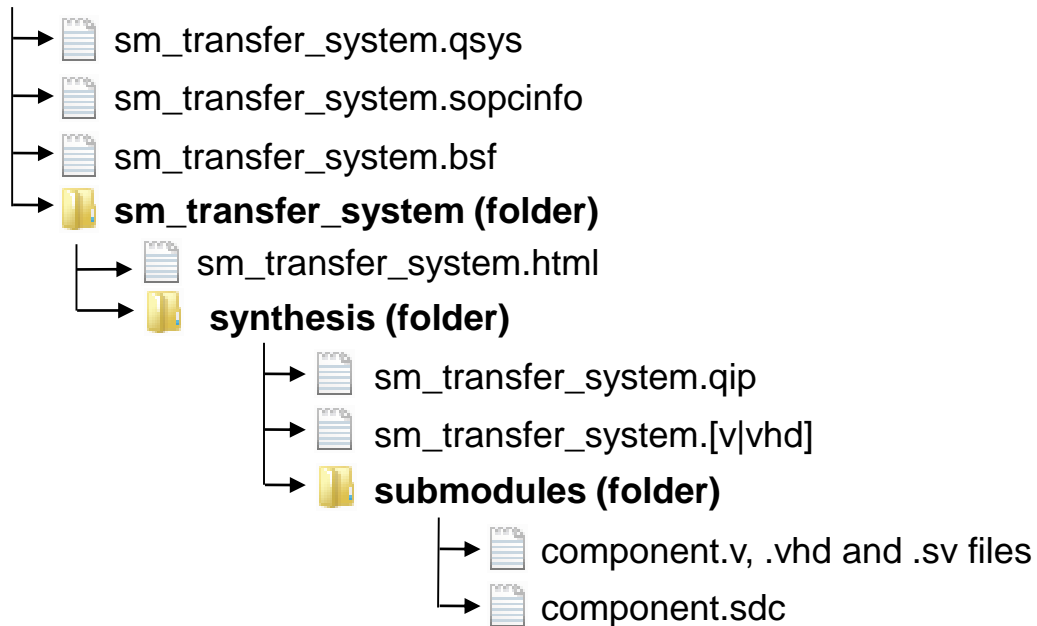 sm_transfer_system.qsys
sm_transfer_system.sopcinfo
sm_transfer_system.bsf
sm_transfer_system (folder)
sm_transfer_system.html
synthesis (folder)
sm_transfer_system.qip
sm_transfer_system.[v|vhd]
submodules (folder)
component.v, .vhd and .sv files
component.sdc